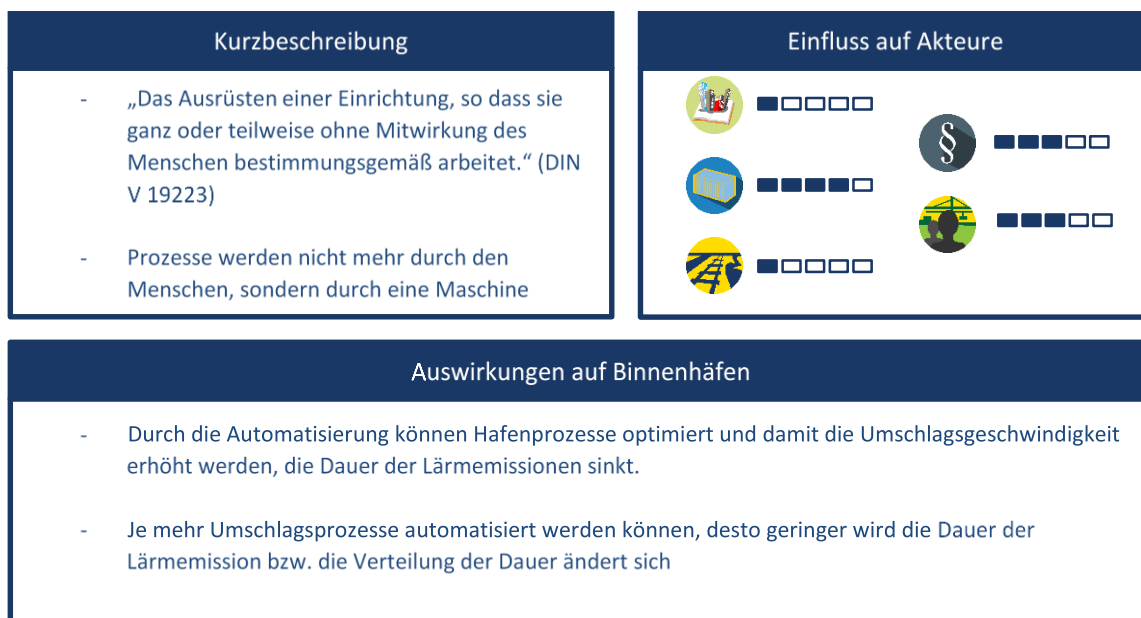 Kurzbeschreibung
- „Das Ausrüsten einer Einrichtung, so dass sie
ganz oder teilweise ohne Mitwirkung des
Menschen bestimmungsgemäß arbeitet.“ (DIN
V 19223)
- Prozesse werden nicht mehr durch den
Menschen, sondern durch eine Maschine
Einfluss auf Akteure
§
Auswirkungen auf Binnenhäfen
- Durch die Automatisierung können Hafenprozesse optimiert und damit die Umschlagsgeschwindigkeit
erhöht werden, die Dauer der Lärmemissionen sinkt.
- Je mehr Umschlagsprozesse automatisiert werden können, desto geringer wird die Dauer der
Lärmemission bzw. die Verteilung der Dauer ändert sich